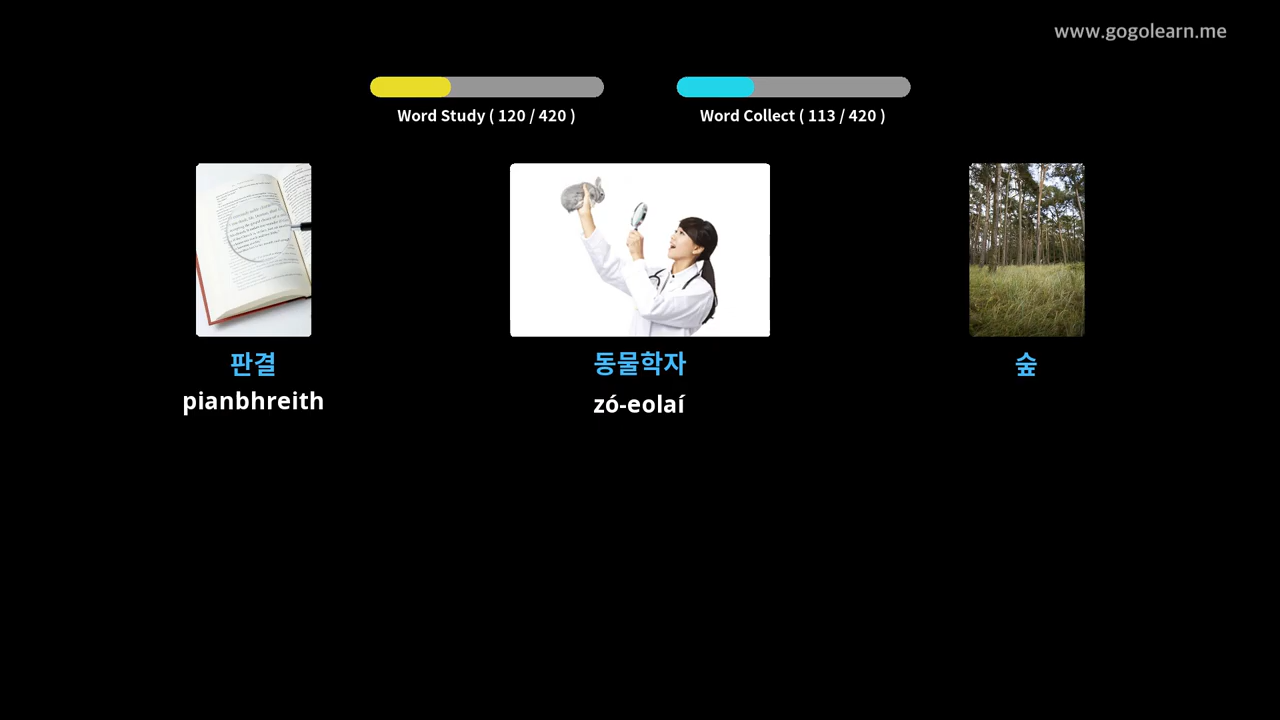 www.gogolearn.me
Word Study ( 120 / 420 )
Word Collect ( 113 / 420 )
판결
동물학자
숲
pianbhreith
zó-eolaí